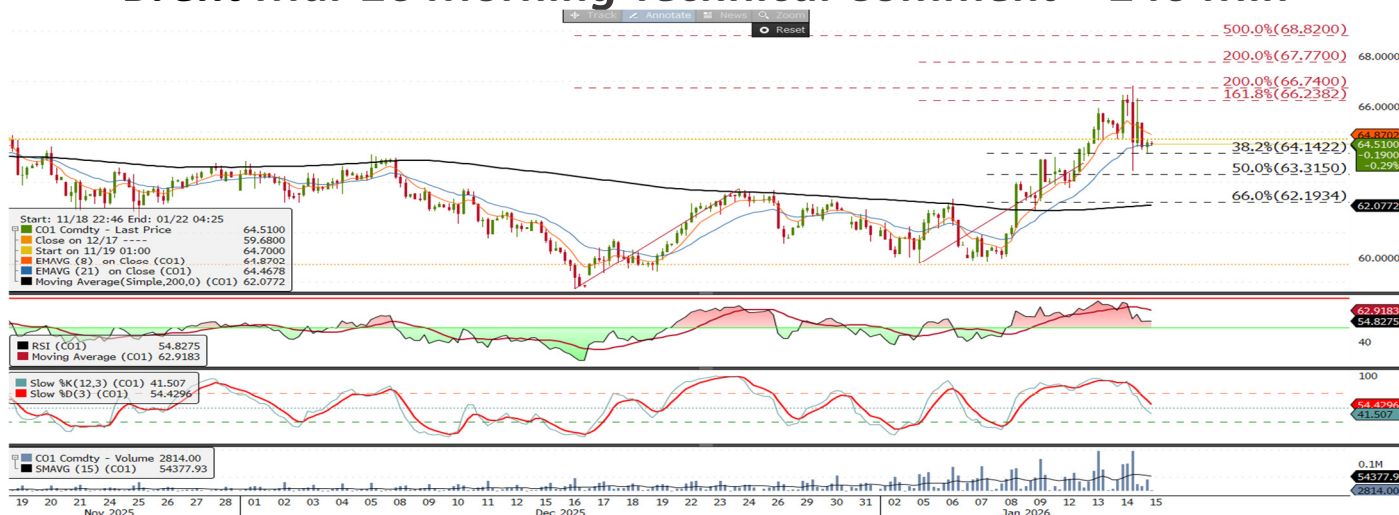 Brent Mar 26 Morning Technical Comment – 240 Min
Track Annotate News Zoom
Reset
500.0%(68.8200)
200.0%(67.7700)
200.0%(66.7400)
161.8%(66.2382)
38.2%(64.1422)
50.0%(63.3150)
66.0%(62.1934)
68.0000
66.0000
64.8702
64.5100
-0.1900
-0.29%
62.0772
60.0000
Start: 11/18 22:46 End: 01/22 04:25
CO1 Comdty - Last Price 64.5100
Close on 12/17 ---- 59.6800
Start on 11/19 01:00 64.7000
EMAVG (8) on Close (CO1) 64.8702
EMAVG (21) on Close (CO1) 64.4678
Moving Average(Simple,200,0) (CO1) 62.0772
62.9183
54.8275
40
RSI (CO1) 54.8275
Moving Average (CO1) 62.9183
100
Slow %K(12,3) (CO1) 41.507
Slow %D(3) (CO1) 54.4296
54.4296
41.507
CO1 Comdty - Volume 2814.00
SMAVG (15) (CO1) 54377.93
0.1M
54377.9
2814.00
19 20 21 24 25 26 27 28 01 02 03 04 05 08 09 10 11 12 15 16 17 18 19 22 23 24 26 29 30 31 02 05 06 07 08 09 12 13 14 15
Nov 2025 Dec 2025 Jan 2026